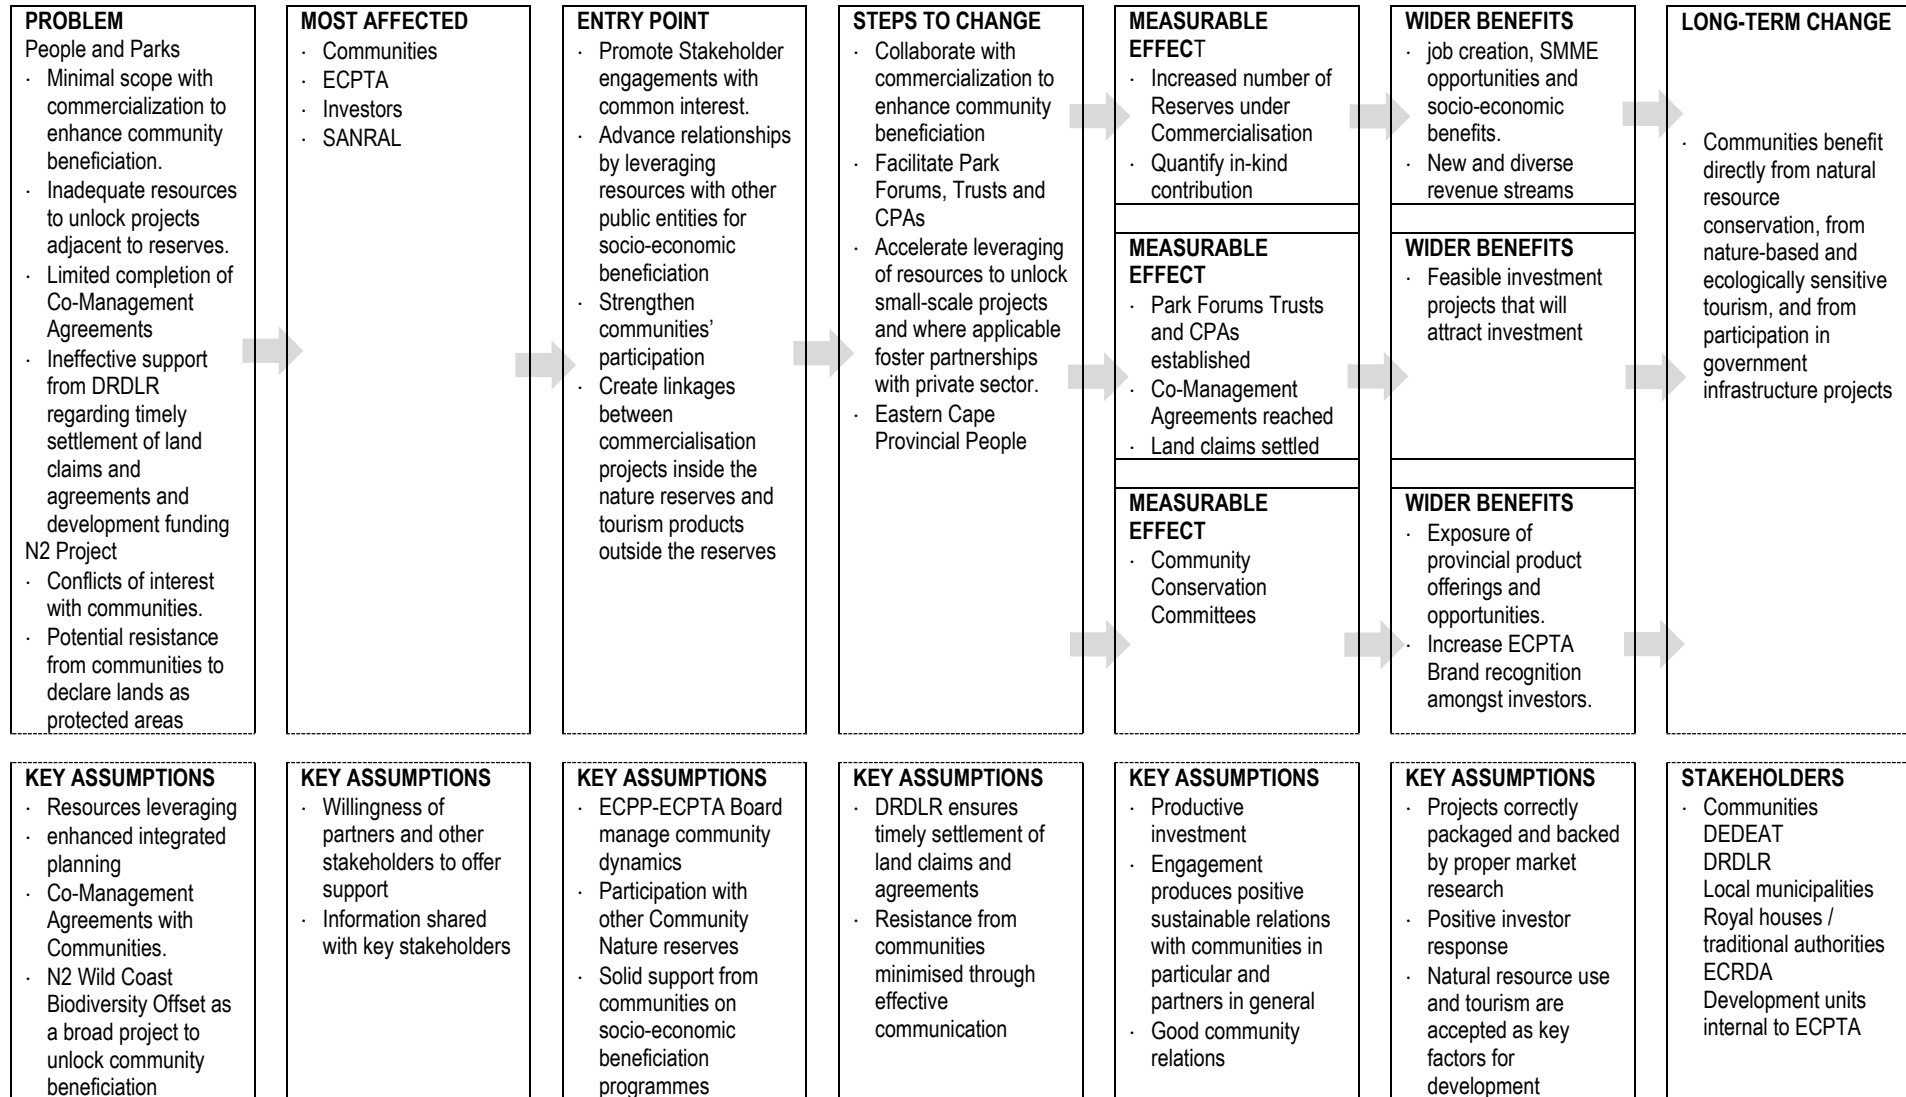 PROBLEM
People and Parks
· Minimal scope with
commercialization to
enhance community
beneficiation.
· Inadequate resources
to unlock projects
adjacent to reserves.
· Limited completion of
Co-Management
Agreements
· Ineffective support
from DRDLR
regarding timely
settlement of land
claims and
agreements and
development funding
N2 Project
· Conflicts of interest
with communities.
· Potential resistance
from communities to
declare lands as
protected areas
MOST AFFECTED
· Communities
· ECPTA
· Investors
· SANRAL
ENTRY POINT
· Promote Stakeholder
engagements with
common interest.
· Advance relationships
by leveraging
resources with other
public entities for
socio-economic
beneficiation
· Strengthen
communities’
participation
· Create linkages
between
commercialisation
projects inside the
nature reserves and
tourism products
outside the reserves
STEPS TO CHANGE
· Collaborate with
commercialization to
enhance community
beneficiation
· Facilitate Park
Forums, Trusts and
CPAs
· Accelerate leveraging
of resources to unlock
small-scale projects
and where applicable
foster partnerships
with private sector.
· Eastern Cape
Provincial People
MEASURABLE
EFFECT
· Increased number of
Reserves under
Commercialisation
· Quantify in-kind
contribution
MEASURABLE
EFFECT
· Park Forums Trusts
and CPAs
established
· Co-Management
Agreements reached
· Land claims settled
MEASURABLE
EFFECT
· Community
Conservation
Committees
WIDER BENEFITS
· job creation, SMME
opportunities and
socio-economic
benefits.
· New and diverse
revenue streams
WIDER BENEFITS
· Feasible investment
projects that will
attract investment
WIDER BENEFITS
· Exposure of
provincial product
offerings and
opportunities.
· Increase ECPTA
Brand recognition
amongst investors.
LONG-TERM CHANGE
· Communities benefit
directly from natural
resource
conservation, from
nature-based and
ecologically sensitive
tourism, and from
participation in
government
infrastructure projects
KEY ASSUMPTIONS
· Resources leveraging
· enhanced integrated
planning
· Co-Management
Agreements with
Communities.
· N2 Wild Coast
Biodiversity Offset as
a broad project to
unlock community
beneficiation
KEY ASSUMPTIONS
· Willingness of
partners and other
stakeholders to offer
support
· Information shared
with key stakeholders
KEY ASSUMPTIONS
· ECPP-ECPTA Board
manage community
dynamics
· Participation with
other Community
Nature reserves
· Solid support from
communities on
socio-economic
beneficiation
programmes
KEY ASSUMPTIONS
· DRDLR ensures
timely settlement of
land claims and
agreements
· Resistance from
communities
minimised through
effective
communication
KEY ASSUMPTIONS
· Productive
investment
· Engagement
produces positive
sustainable relations
with communities in
particular and
partners in general
· Good community
relations
KEY ASSUMPTIONS
· Projects correctly
packaged and backed
by proper market
research
· Positive investor
response
· Natural resource use
and tourism are
accepted as key
factors for
development
STAKEHOLDERS
· Communities
DEDEAT
DRDLR
Local municipalities
Royal houses /
traditional authorities
ECRDA
Development units
internal to ECPTA